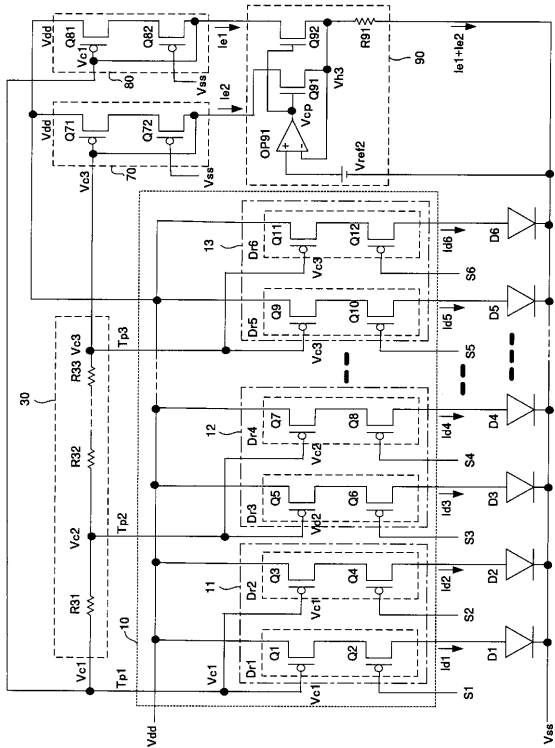 Vdd
Q81
Vc1
Q82
Vss
80
Ie1
Vdd
Q71
Vc3
Q72
Vss
70
Ie2
Q92
Q91
Vh3
R91
90
Vcp
OP91
+
-
Vref2
Ie1+Ie2
30
Vc1
R31
Vc2
R32
R33
Vc3
Tp1
Tp2
Tp3
10
Vdd
Vc1
11
12
13
Dr1
Q1
Vc1
Q2
S1
Id1
D1
Dr2
Q3
Vc1
Q4
S2
Id2
D2
Dr3
Q5
Vc2
Q6
S3
Id3
D3
Dr4
Q7
Vc2
Q8
S4
Id4
D4
Dr5
Q9
Vc3
Q10
S5
Id5
D5
Dr6
Q11
Vc3
Q12
S6
Id6
D6
Vss